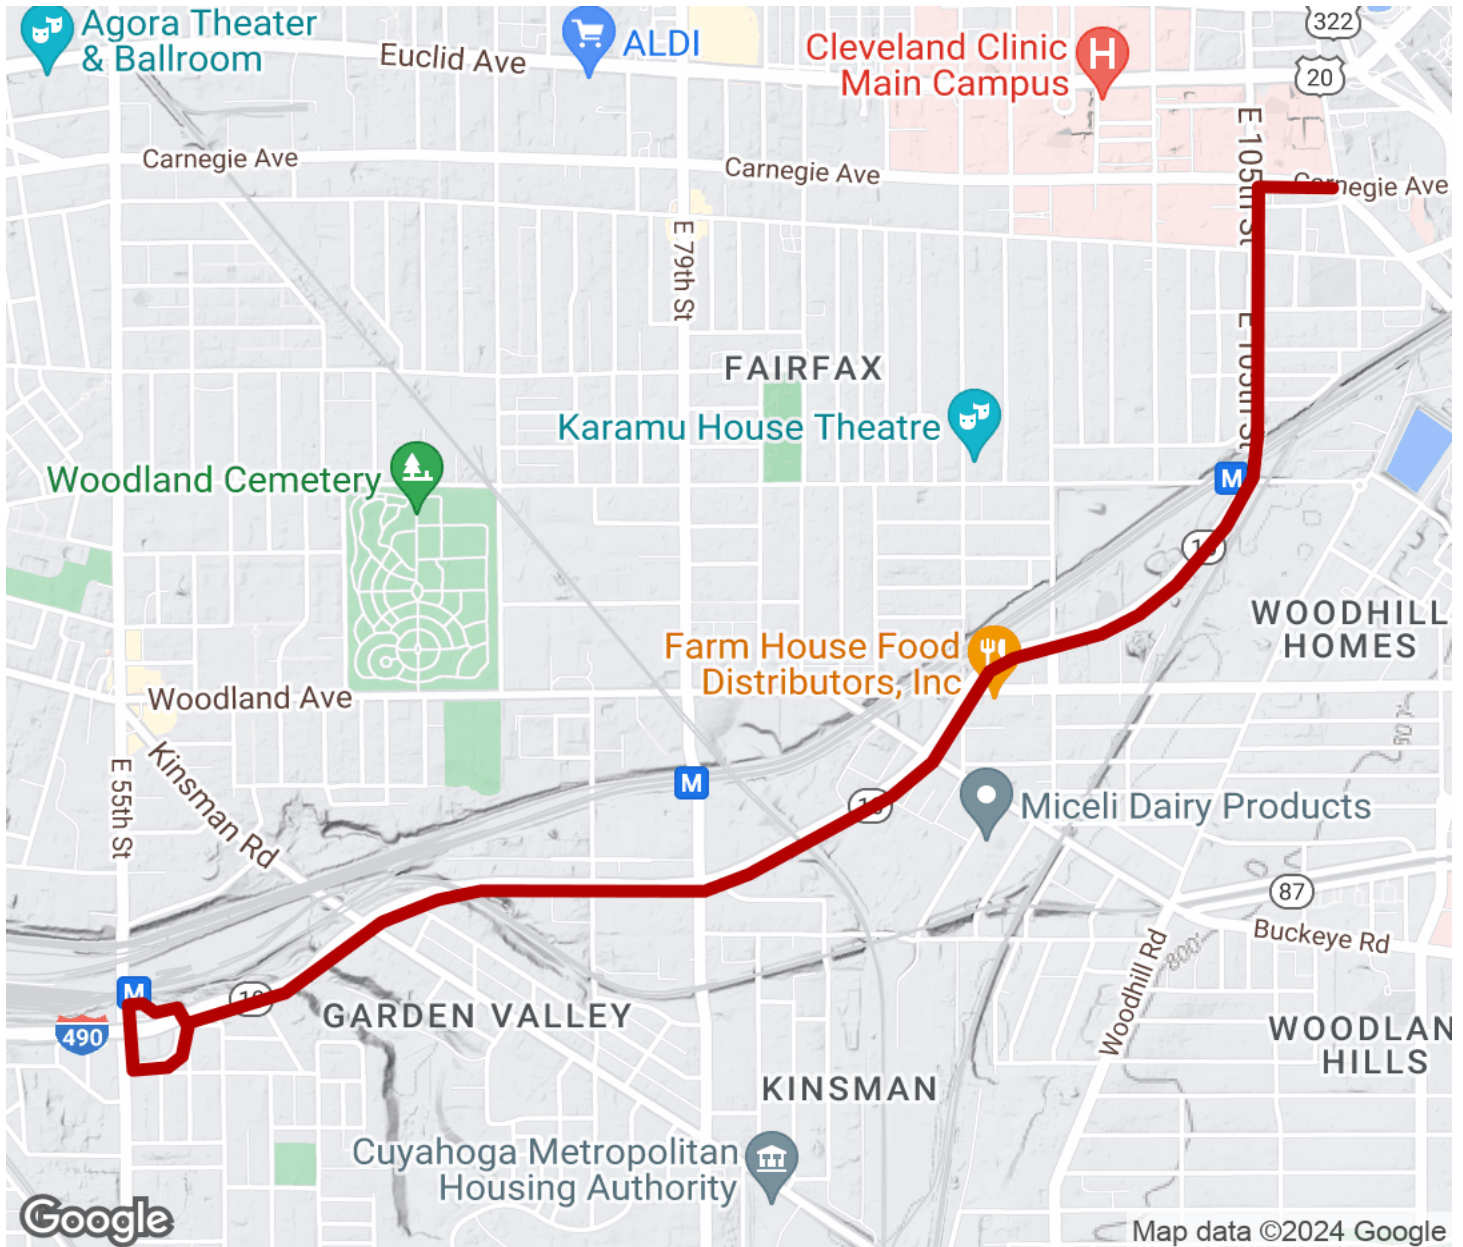 Agora Theater
& Ballroom
Euclid Ave
ALDI
Cleveland Clinic
Main Campus
H
322
20
Carnegie Ave
Carnegie Ave
Carnegie Ave
E 105th St
E 79th St
E 105th St
FAIRFAX
Karamu House Theatre
Woodland Cemetery
M
WOODHILL
HOMES
Farm House Food
Distributors, Inc
Woodland Ave
Kinsman Rd
E 55th St
M
Miceli Dairy Products
87
Buckeye Rd
Woodhill Rd
800'
M
490
GARDEN VALLEY
WOODLAN
HILLS
KINSMAN
Cuyahoga Metropolitan
Housing Authority
Google
Map data ©2024 Google